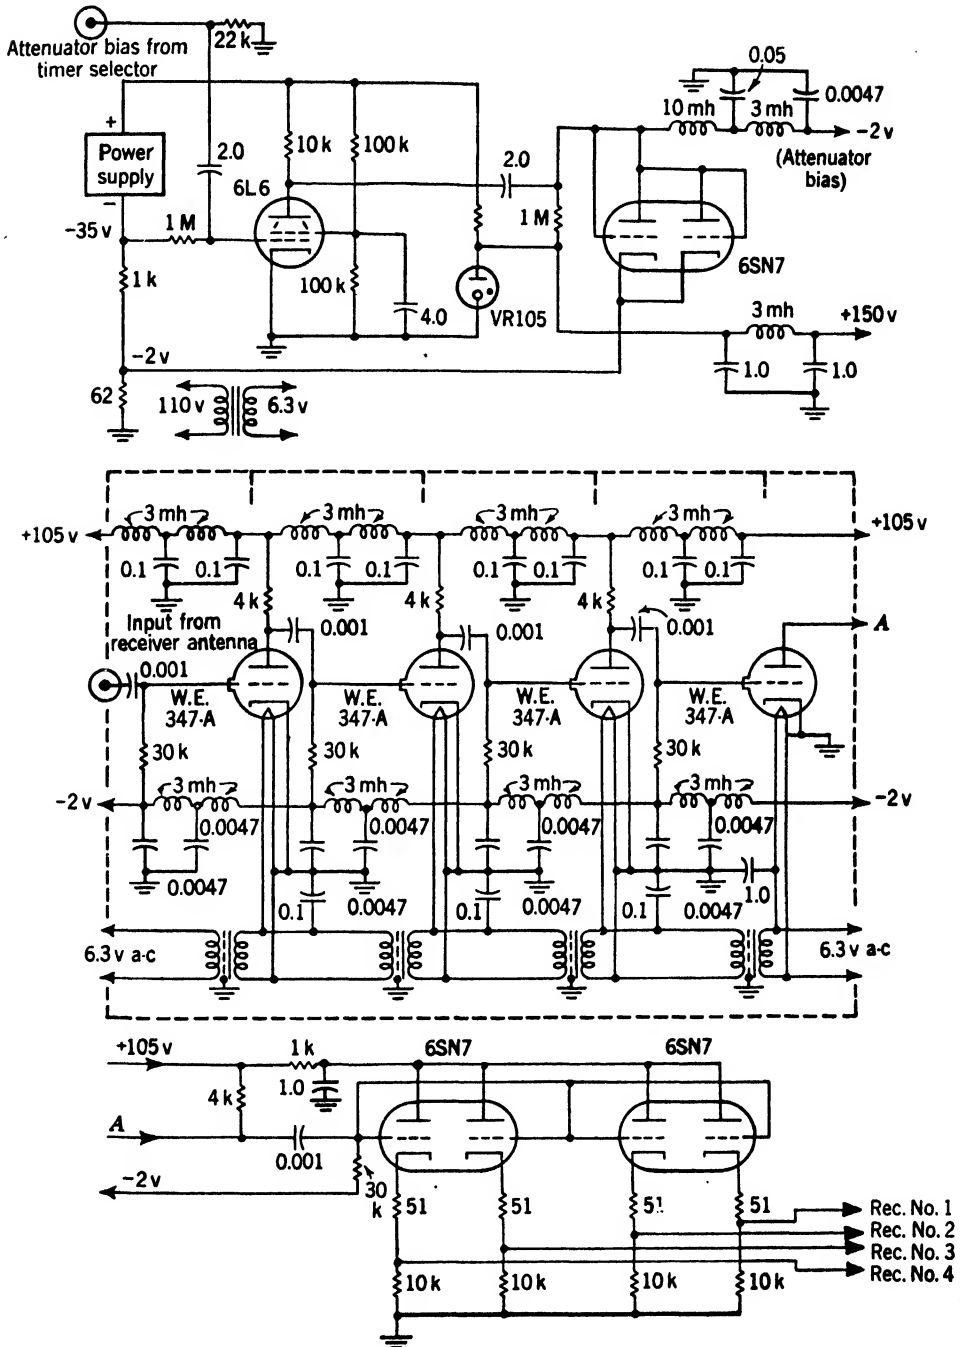 Attenuator bias from
timer selector
22 k
0.05
0.0047
10 mh
3 mh
-2 v
(Attenuator
bias)
+
Power
supply
-
2.0
10 k
100 k
6L6
2.0
1 M
-35 v
1 M
6SN7
1 k
100 k
4.0
VR105
3 mh
+150 v
1.0
1.0
-2 v
62
110 v
6.3 v
3 mh
3 mh
3 mh
3 mh
+105 v
+105 v
0.1
0.1
0.1
0.1
0.1
0.1
0.1
0.1
4 k
4 k
4 k
Input from
receiver antenna
0.001
0.001
0.001
A
0.001
W.E.
347·A
W.E.
347·A
W.E.
347·A
W.E.
347·A
30 k
30 k
30 k
30 k
3 mh
3 mh
3 mh
3 mh
-2 v
-2 v
0.0047
0.0047
0.0047
0.0047
0.0047
0.1
0.0047
0.1
0.0047
0.1
0.0047
1.0
6.3 v a-c
6.3 v a-c
+105 v
1 k
6SN7
6SN7
4 k
1.0
A
0.001
-2 v
30
k
51
51
51
51
Rec. No. 1
Rec. No. 2
Rec. No. 3
Rec. No. 4
10 k
10 k
10 k
10 k